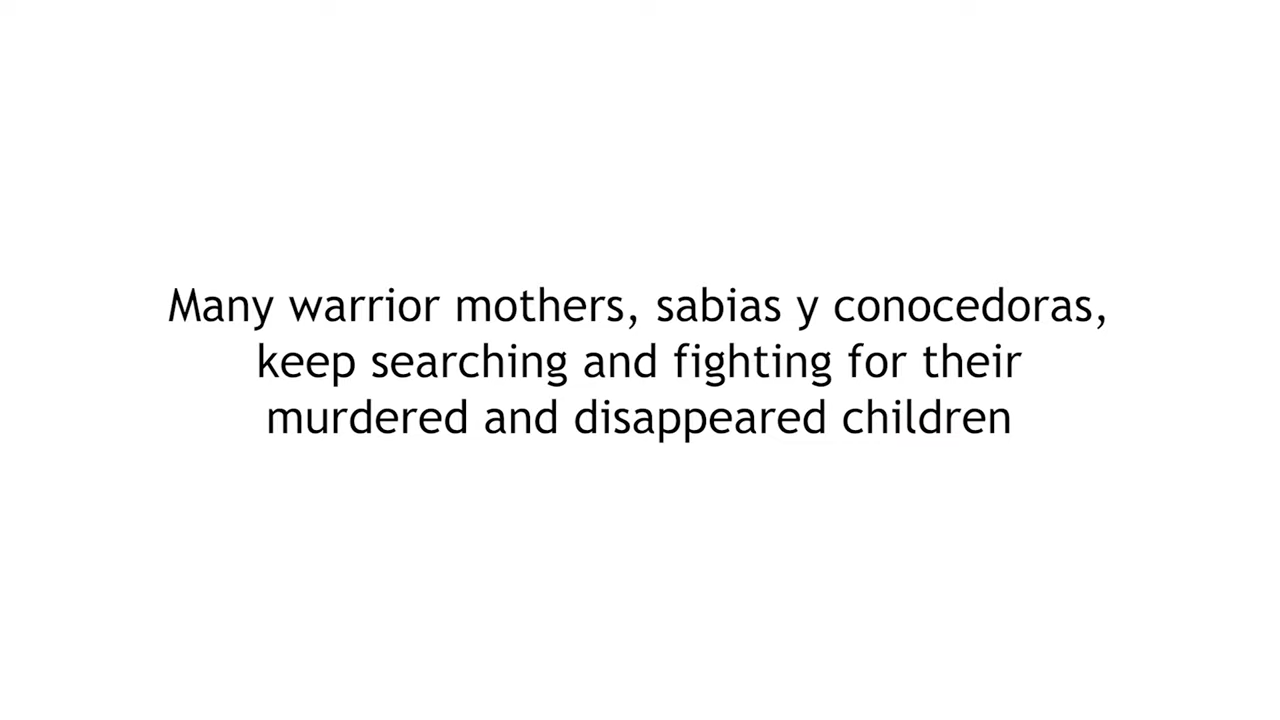 Many warrior mothers, sabias y conocedoras,
keep searching and fighting for their
murdered and disappeared children